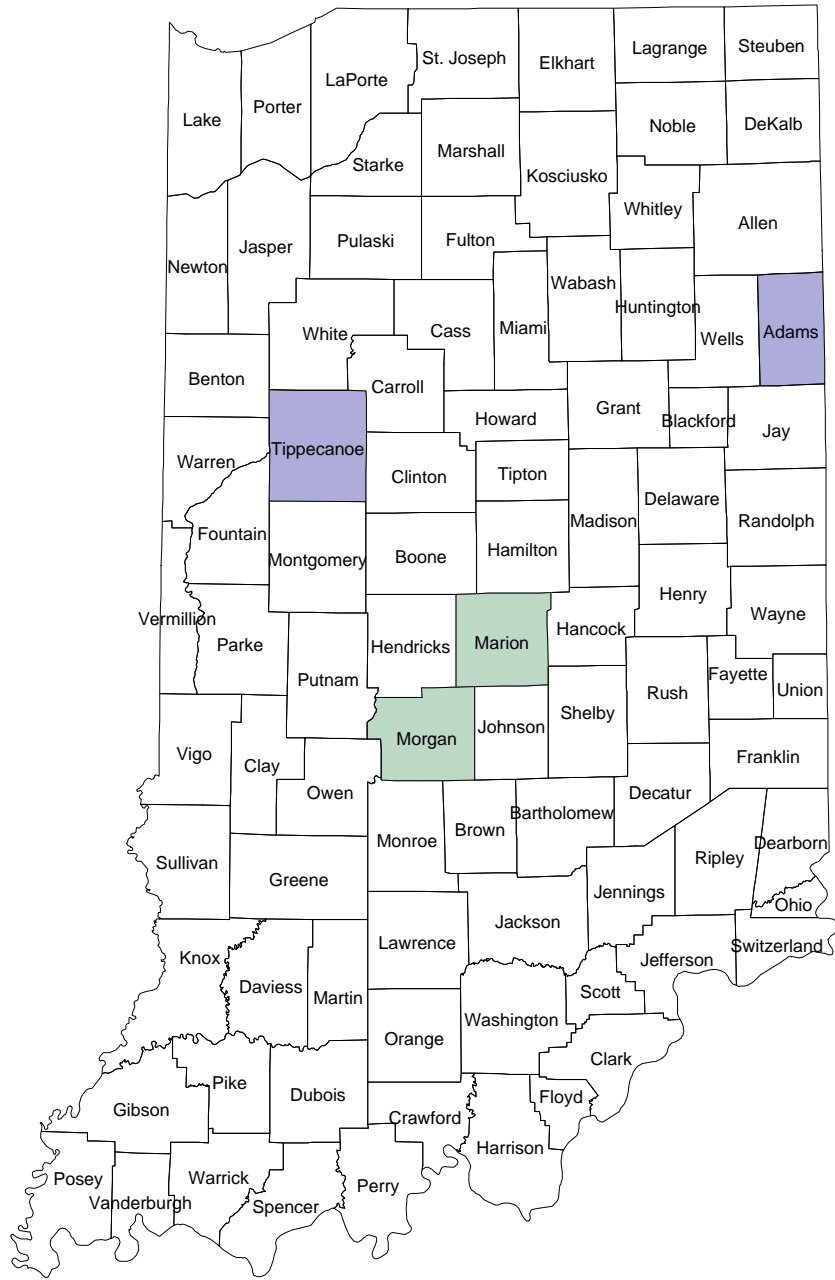 Steuben
Lagrange
St. Joseph
Elkhart
LaPorte
Porter
Lake
Noble
DeKalb
Marshall
Starke
Kosciusko
Whitley
Allen
Pulaski
Fulton
Jasper
Newton
Wabash
Huntington
Miami
White
Cass
Wells
Adams
Benton
Carroll
Grant
Howard
Blackford
Jay
Tippecanoe
Warren
Clinton
Tipton
Delaware
Madison
Randolph
Fountain
Montgomery
Boone
Hamilton
Henry
Wayne
Vermillion
Parke
Hendricks
Marion
Hancock
Putnam
Rush
Fayette
Union
Shelby
Johnson
Morgan
Vigo
Clay
Franklin
Owen
Decatur
Bartholomew
Brown
Monroe
Dearborn
Ripley
Sullivan
Greene
Jennings
Ohio
Jackson
Lawrence
Switzerland
Knox
Jefferson
Daviess
Martin
Scott
Washington
Orange
Clark
Pike
Dubois
Floyd
Gibson
Crawford
Harrison
Posey
Warrick
Perry
Vanderburgh
Spencer